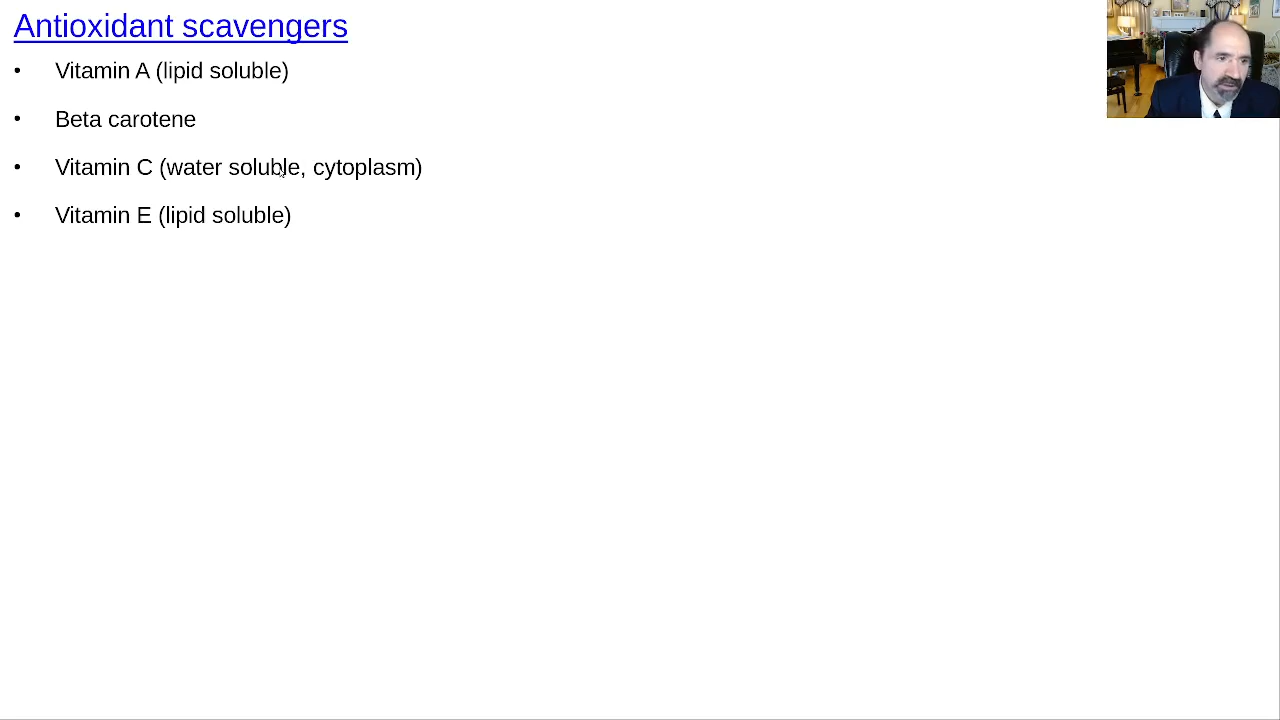 Antioxidant scavengers
• Vitamin A (lipid soluble)
• Beta carotene
• Vitamin C (water soluble, cytoplasm)
• Vitamin E (lipid soluble)